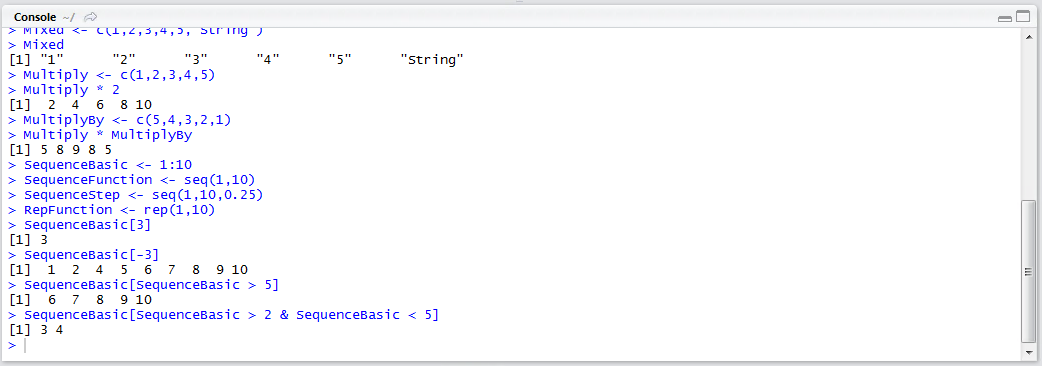 Console ~/
> Mixed <- c(1,2,3,4,5,"String")
> Mixed
[1] "1"      "2"      "3"      "4"      "5"      "String"
> Multiply <- c(1,2,3,4,5)
> Multiply * 2
[1]  2  4  6  8 10
> MultiplyBy <- c(5,4,3,2,1)
> Multiply * MultiplyBy
[1] 5 8 9 8 5
> SequenceBasic <- 1:10
> SequenceFunction <- seq(1,10)
> SequenceStep <- seq(1,10,0.25)
> RepFunction <- rep(1,10)
> SequenceBasic[3]
[1] 3
> SequenceBasic[-3]
[1]  1  2  4  5  6  7  8  9 10
> SequenceBasic[SequenceBasic > 5]
[1]  6  7  8  9 10
> SequenceBasic[SequenceBasic > 2 & SequenceBasic < 5]
[1] 3 4
>